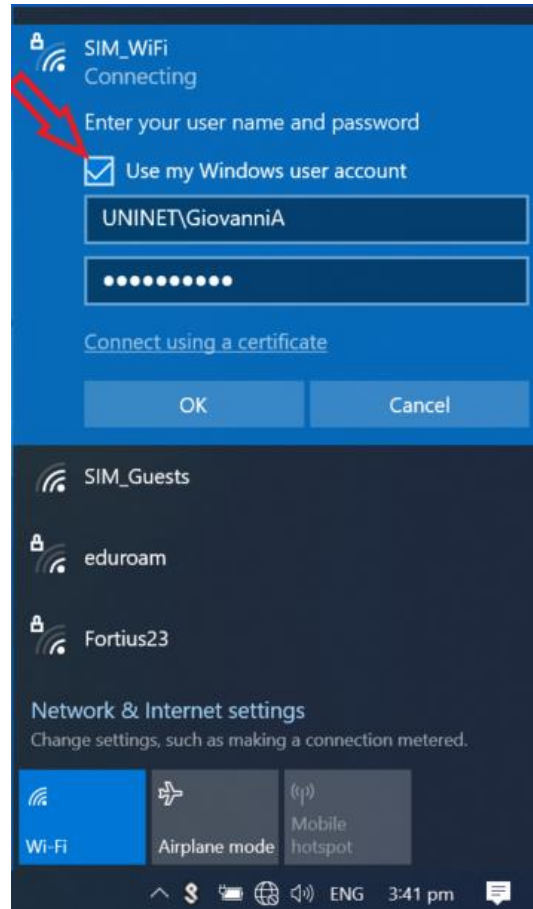 SIM_WiFi
Connecting
Enter your user name and password
Use my Windows user account
UNINET\GiovanniA
••••••••••
Connect using a certificate
OK
Cancel
SIM_Guests
eduroam
Fortius23
Network & Internet settings
Change settings, such as making a connection metered.
Wi-Fi
Airplane mode
Mobile
hotspot
ENG 3:41 pm